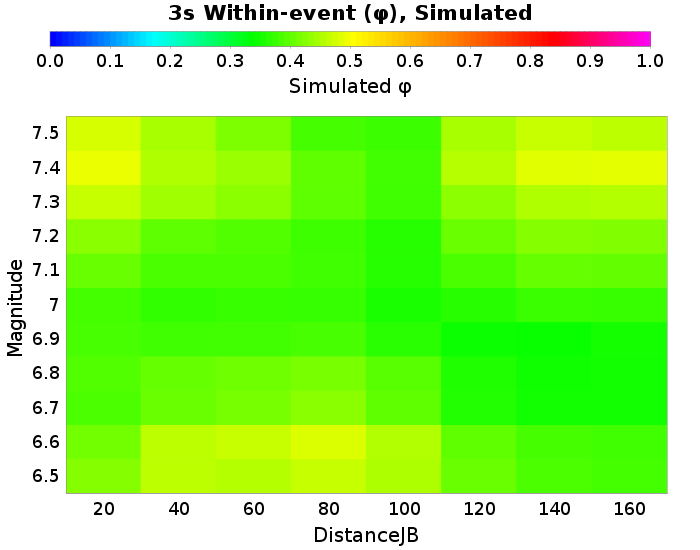 3s Within-event (φ), Simulated
0.0 0.1 0.2 0.3 0.4 0.5 0.6 0.7 0.8 0.9 1.0
Simulated φ
Magnitude
7.5
7.4
7.3
7.2
7.1
7
6.9
6.8
6.7
6.6
6.5
20 40 60 80 100 120 140 160
DistanceJB